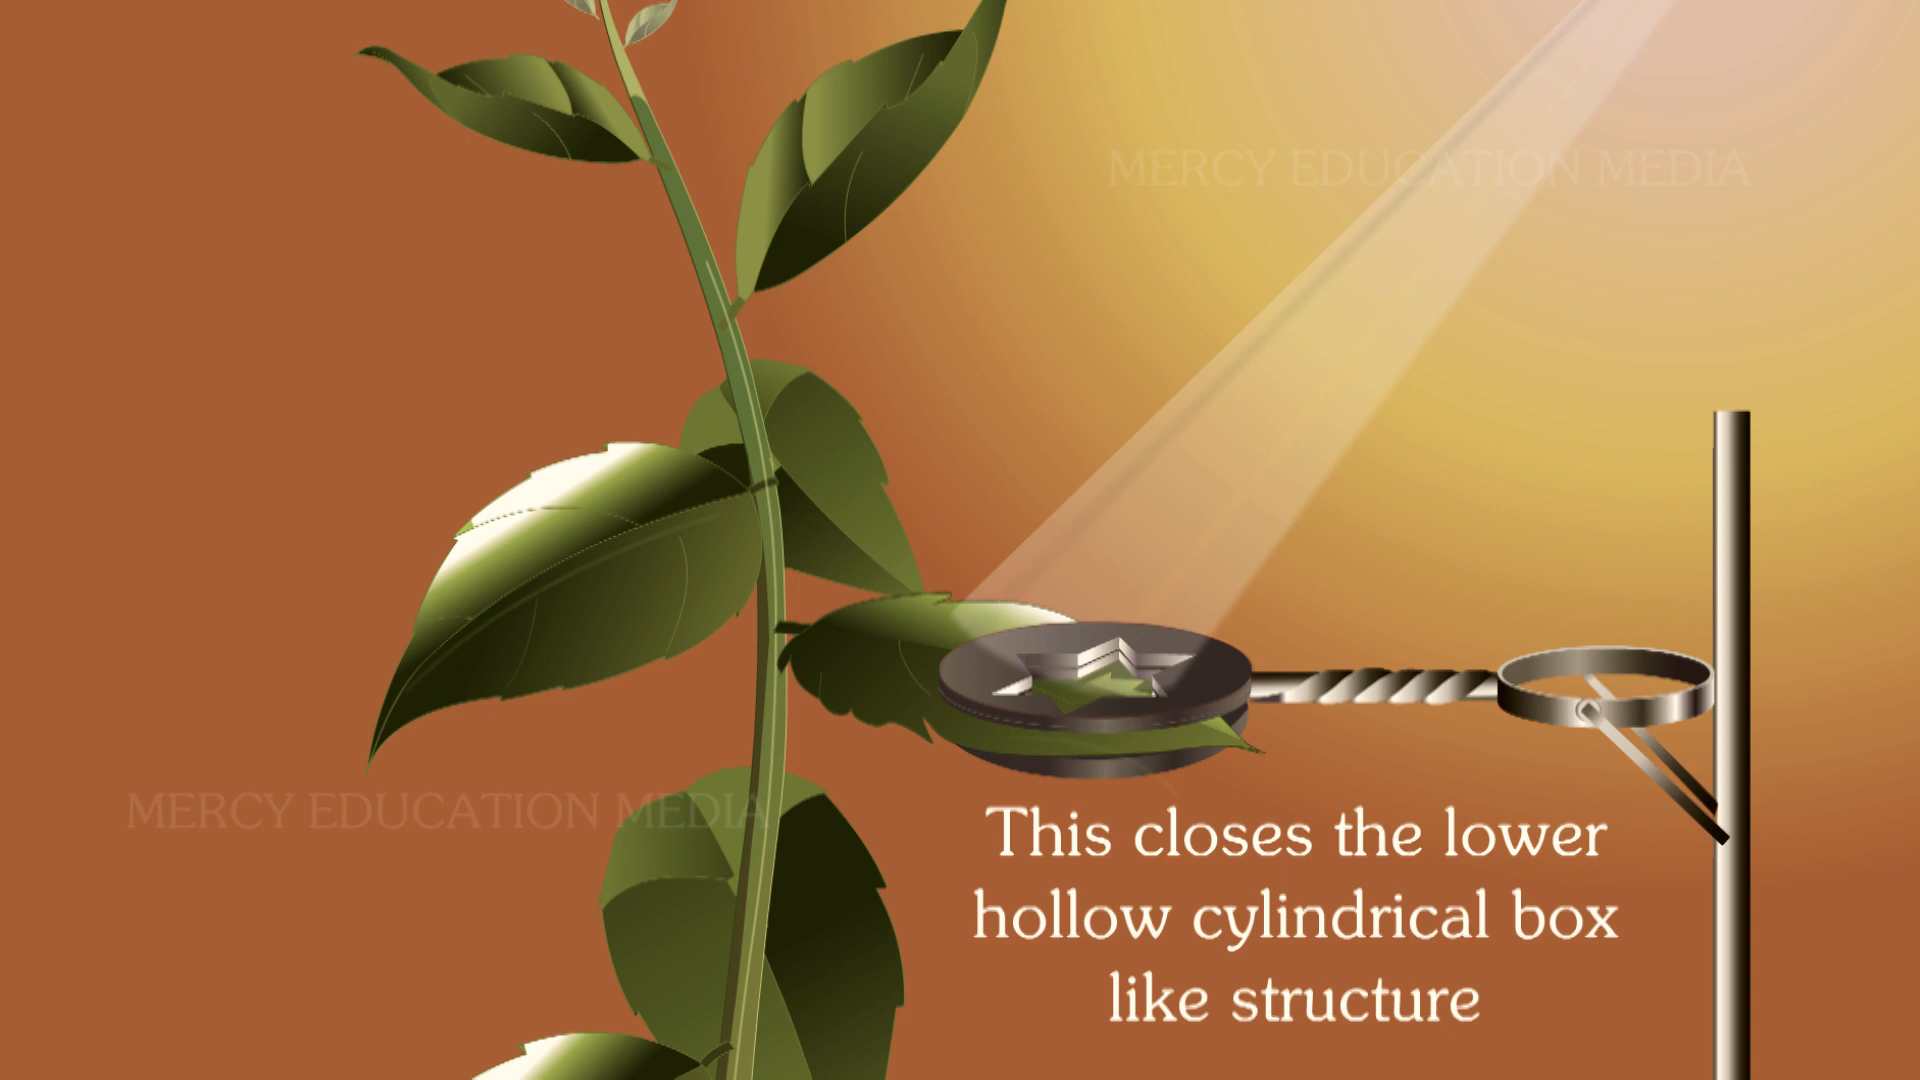 MERCY EDUCATION MEDIA
MERCY EDUCATION MEDIA
This closes the lower
hollow cylindrical box
like structure